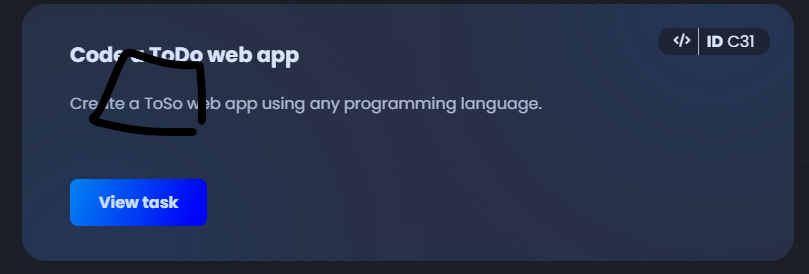 Code a ToDo web app
</> ID C31
Create a ToSo web app using any programming language.
View task